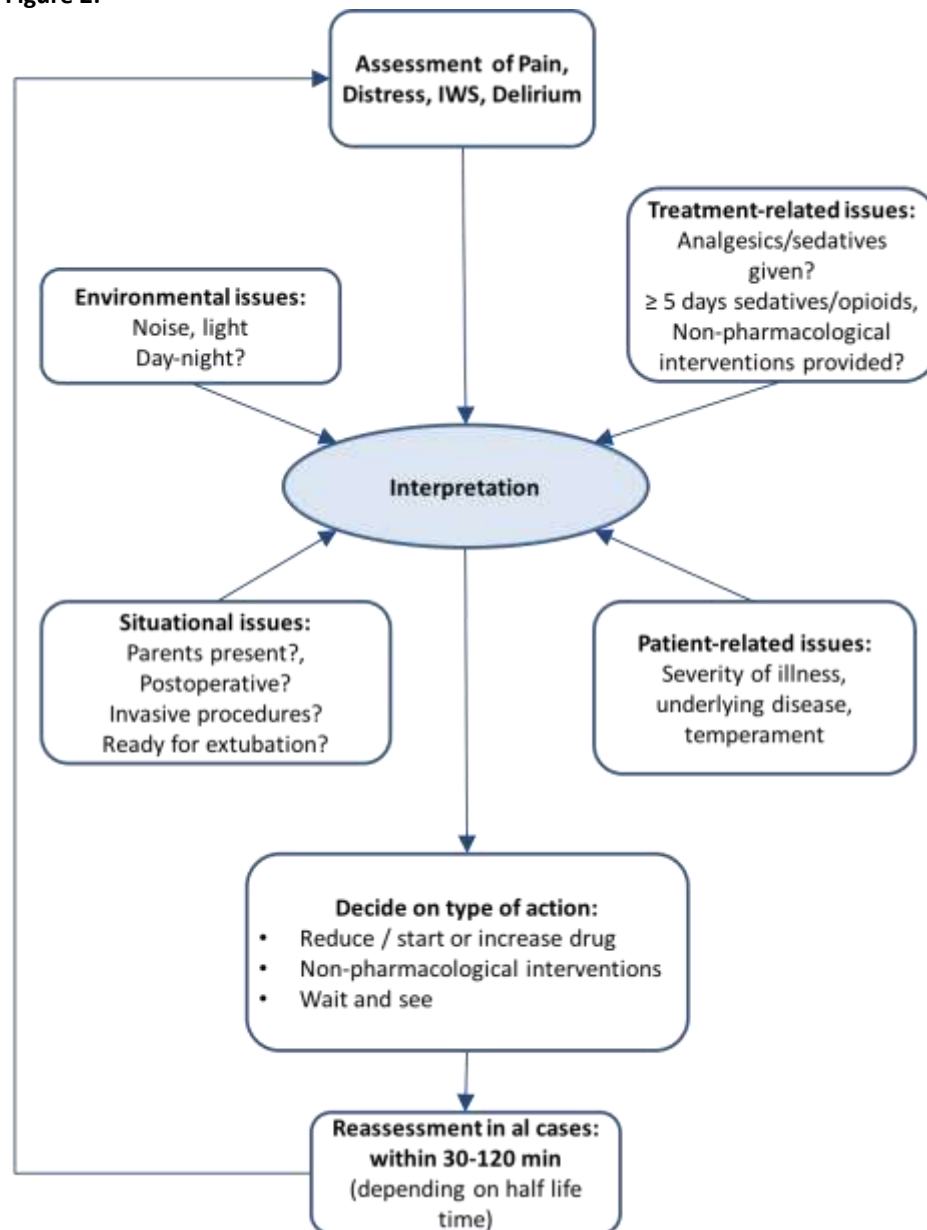 Figure 2.
Assessment of Pain,
Distress, IWS, Delirium
Treatment-related issues:
Analgesics/sedatives
given?
≥ 5 days sedatives/opioids,
Non-pharmacological
interventions provided?
Environmental issues:
Noise, light
Day-night?
Interpretation
Situational issues:
Parents present?,
Postoperative?
Invasive procedures?
Ready for extubation?
Patient-related issues:
Severity of illness,
underlying disease,
temperament
Decide on type of action:
• Reduce / start or increase drug
• Non-pharmacological interventions
• Wait and see
Reassessment in al cases:
within 30-120 min
(depending on half life
time)